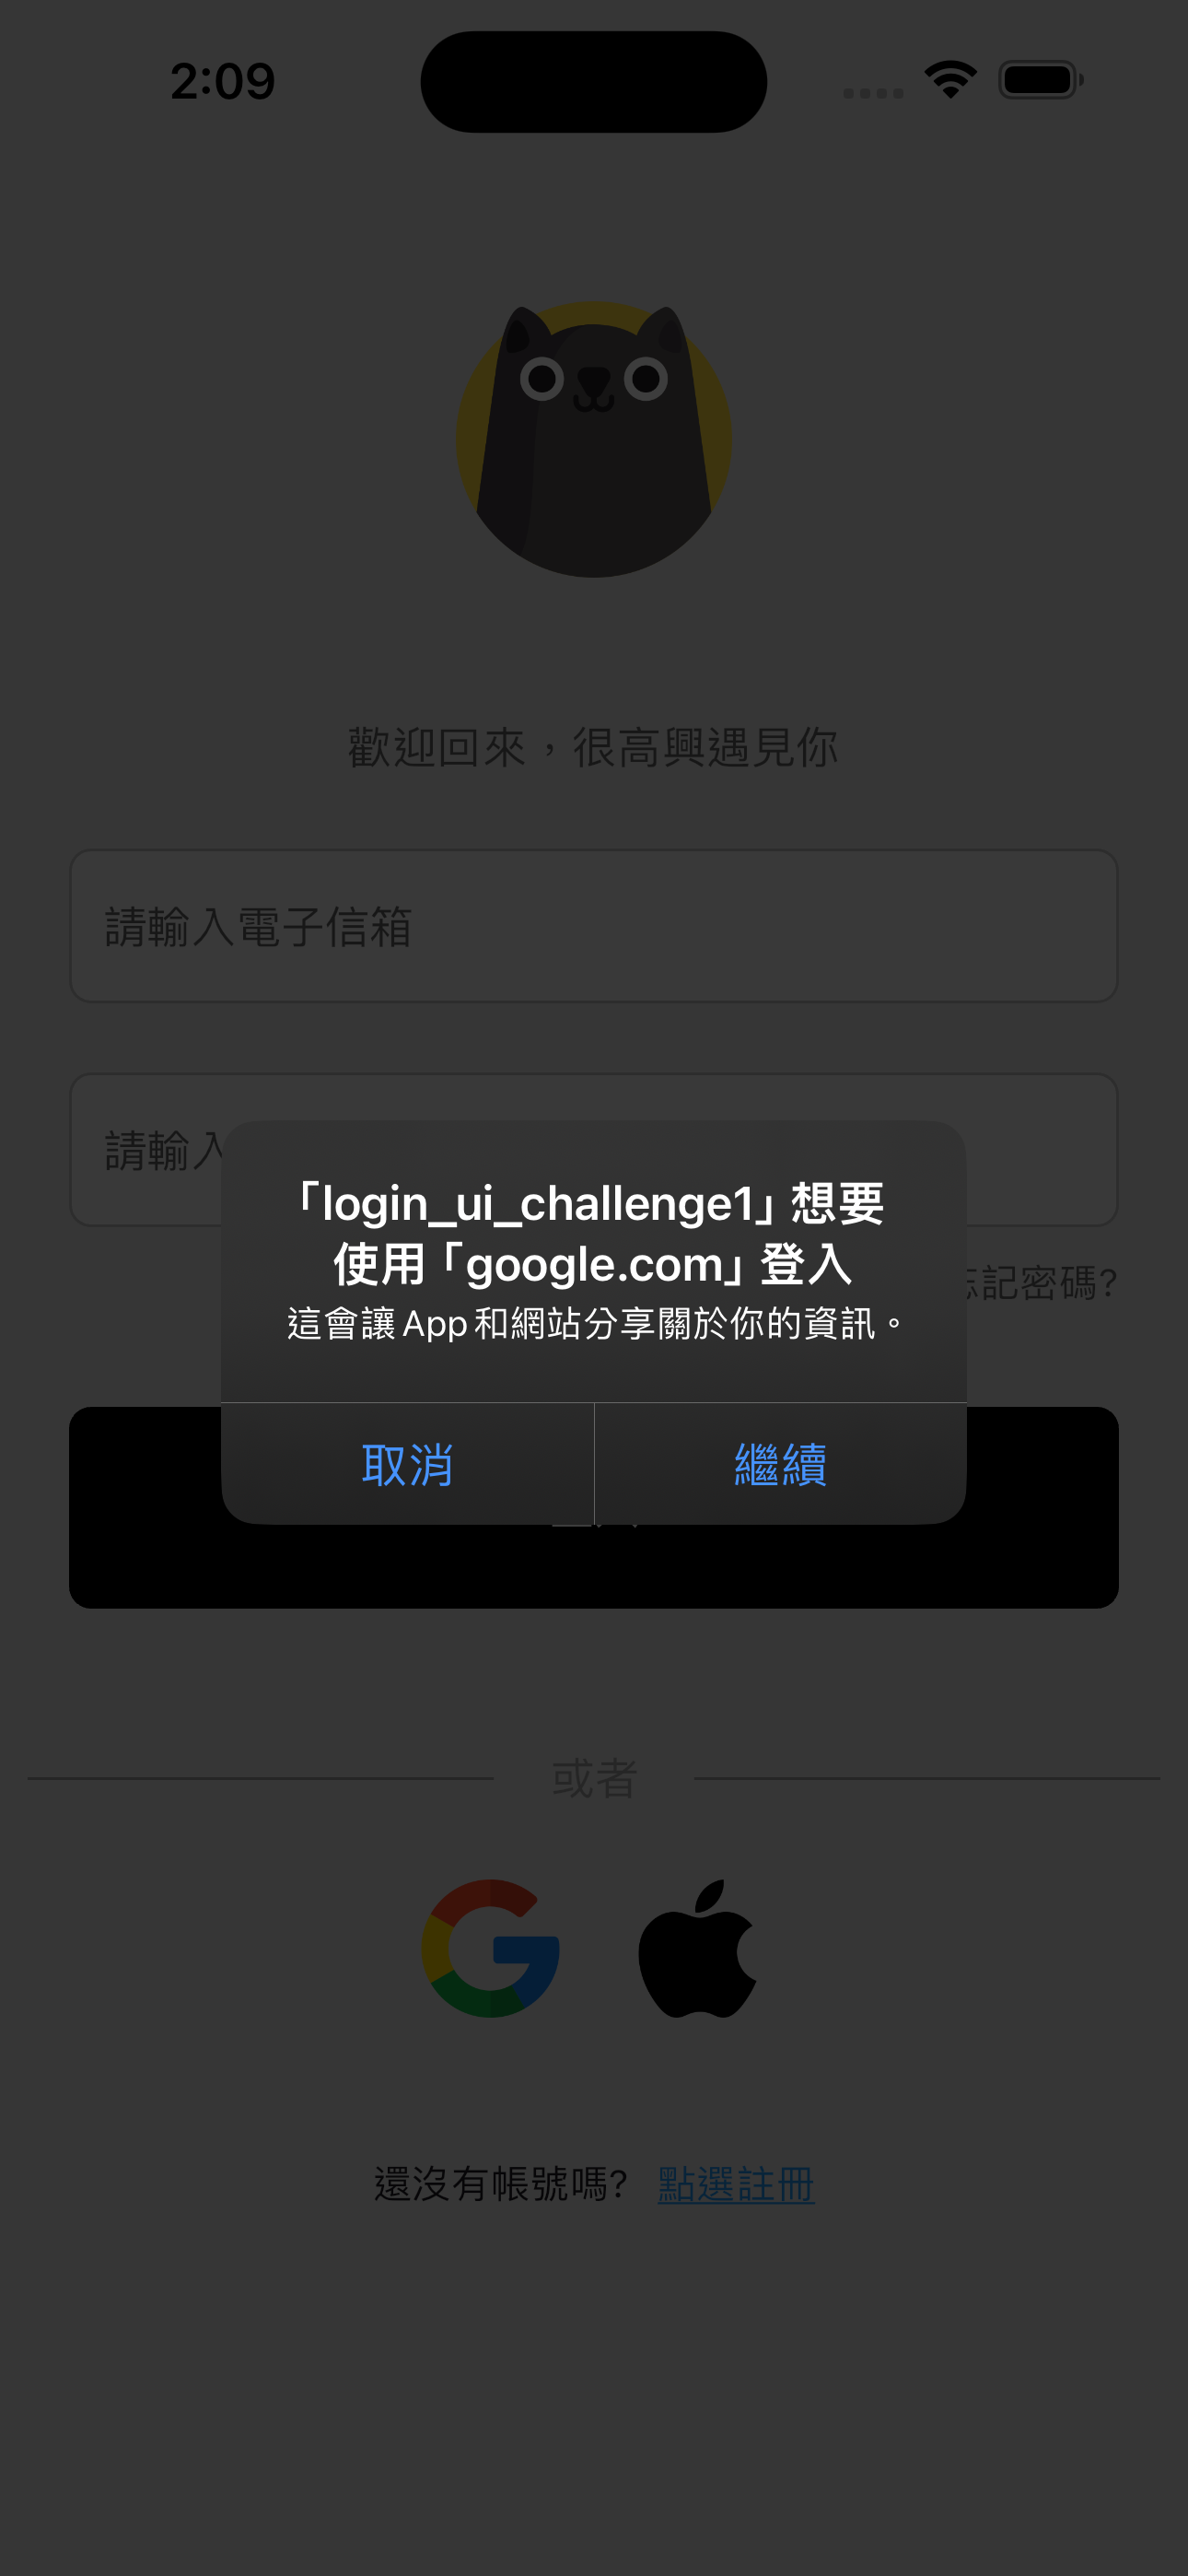 2:09
歡迎回來，很高興遇見你
請輸入電子信箱
請輸入
「login_ui_challenge1」想要
使用「google.com」登入
這會讓 App 和網站分享關於你的資訊。
忘記密碼?
取消
繼續
或者
還沒有帳號嗎? 點選註冊